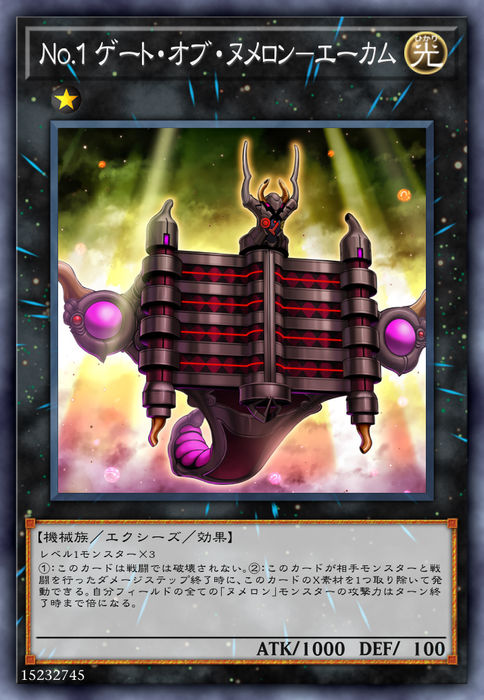 No.1 ゲート・オブ・ヌメロン－エーカム
ひかり
光
【機械族／エクシーズ／効果】
レベル1モンスター×3
①：このカードは戦闘では破壊されない。②：このカードが相手モンスターと戦
闘を行ったダメージステップ終了時に、このカードのX素材を1つ取り除いて発
動できる。自分フィールドの全ての「ヌメロン」モンスターの攻撃力はターン終
了時まで倍になる。
ATK/1000 DEF/ 100
15232745